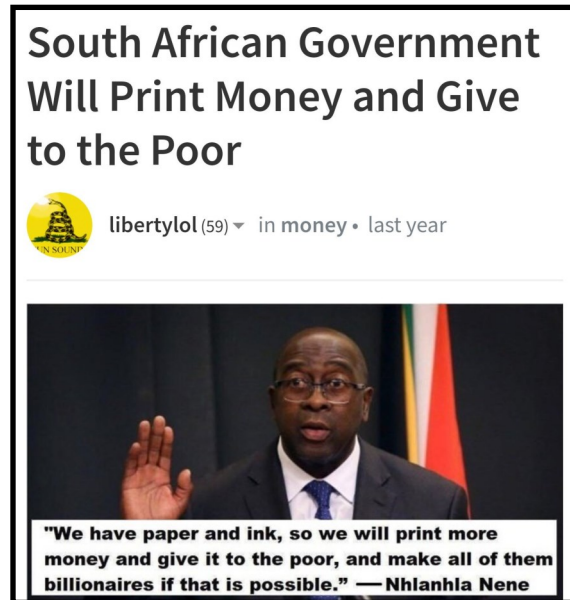 South African Government
Will Print Money and Give
to the Poor
libertylol (59) in money • last year
UN SOUND
"We have paper and ink, so we will print more
money and give it to the poor, and make all of them
billionaires if that is possible.” — Nhlanhla Nene